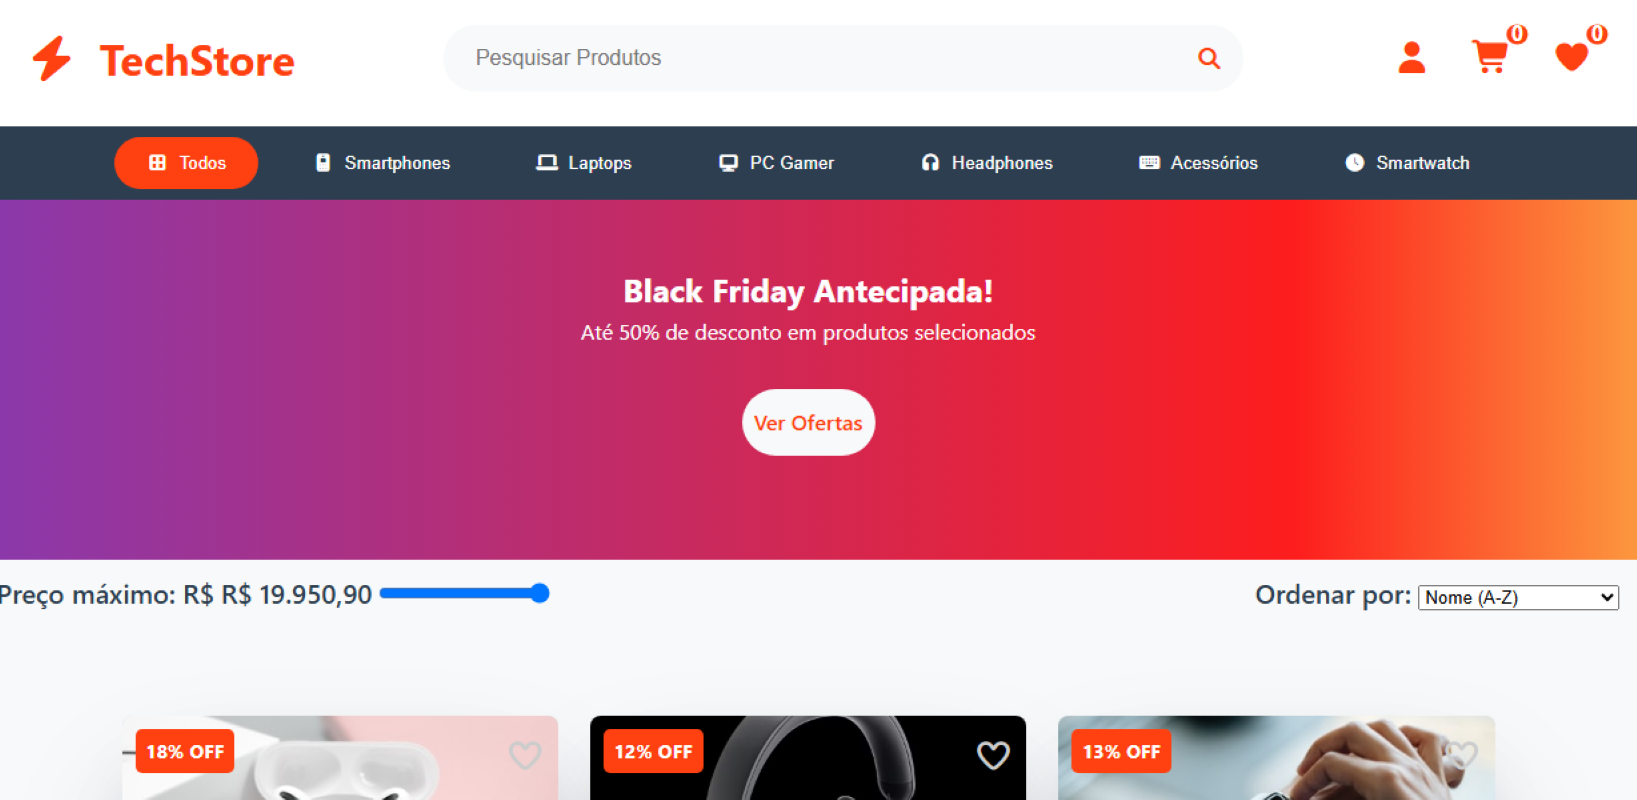 TechStore
Pesquisar Produtos
0
0
Todos
Smartphones
Laptops
PC Gamer
Headphones
Acessórios
Smartwatch
Black Friday Antecipada!
Até 50% de desconto em produtos selecionados
Ver Ofertas
Preço máximo: R$ R$ 19.950,90
Ordenar por: Nome (A-Z)
18% OFF
12% OFF
13% OFF